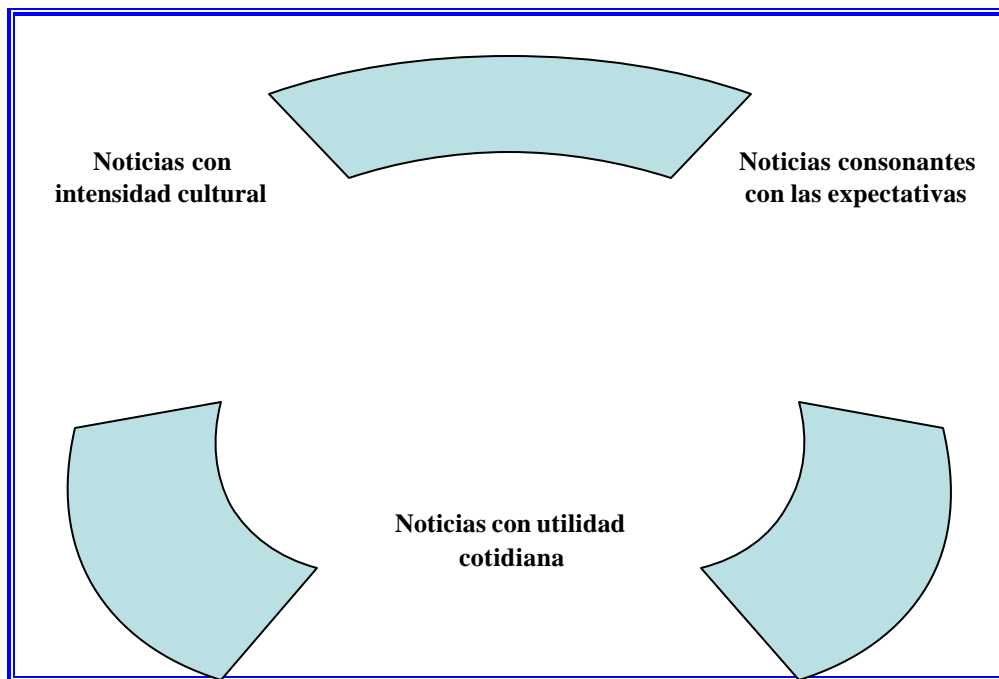 Noticias con
intensidad cultural
Noticias consonantes
con las expectativas
Noticias con utilidad
cotidiana